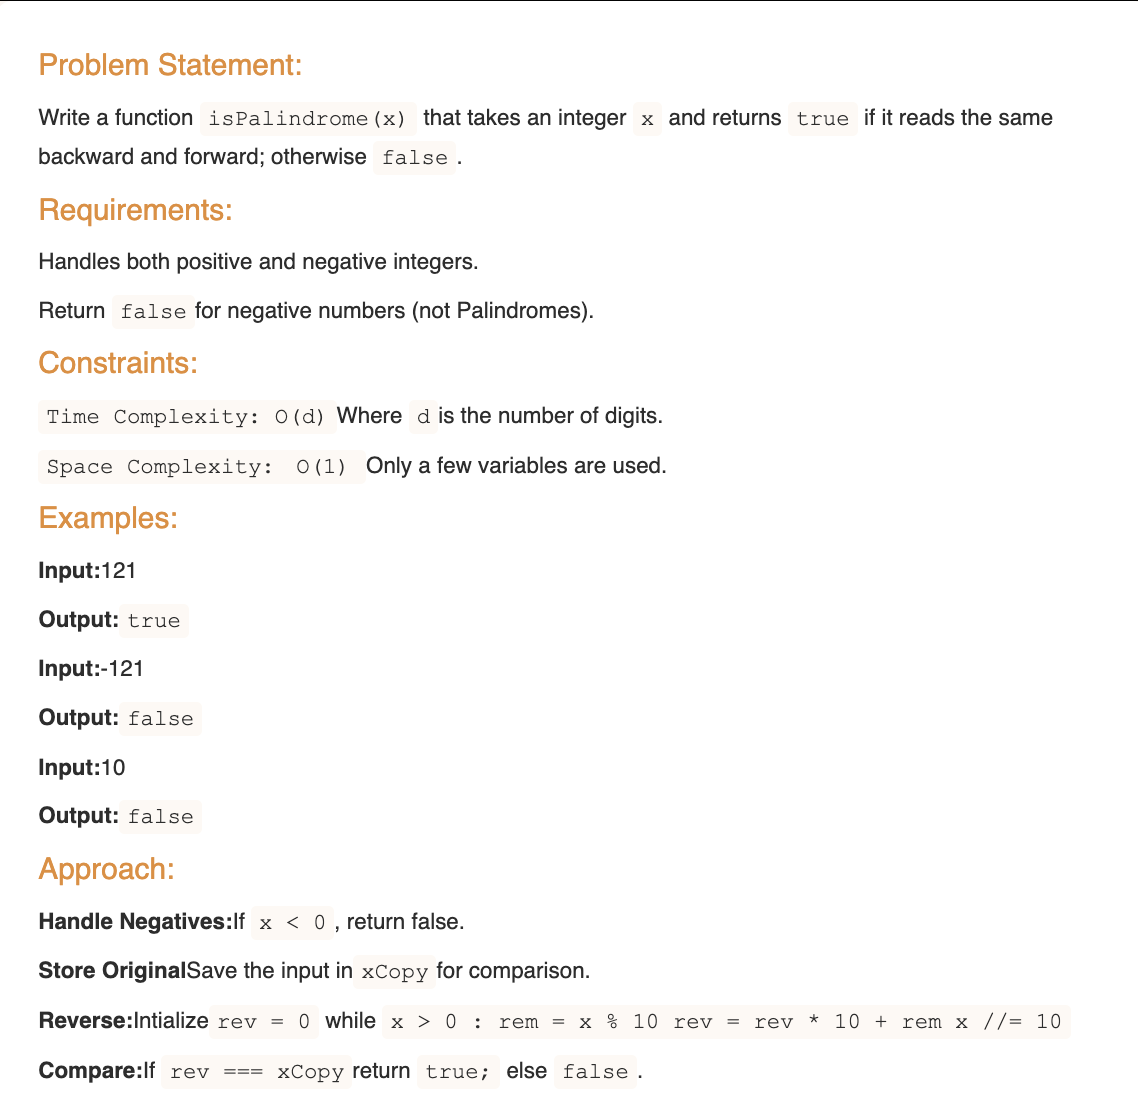 Problem Statement:
Write a function isPalindrome(x) that takes an integer x and returns true if it reads the same
backward and forward; otherwise false .
Requirements:
Handles both positive and negative integers.
Return false for negative numbers (not Palindromes).
Constraints:
Time Complexity: O(d) Where d is the number of digits.
Space Complexity: O(1) Only a few variables are used.
Examples:
Input:121
Output: true
Input:-121
Output: false
Input:10
Output: false
Approach:
Handle Negatives:If x < 0 , return false.
Store OriginalSave the input in xCopy for comparison.
Reverse:Intialize rev = 0 while x > 0 : rem = x % 10 rev = rev * 10 + rem x //= 10
Compare:If rev === xCopy return true; else false .